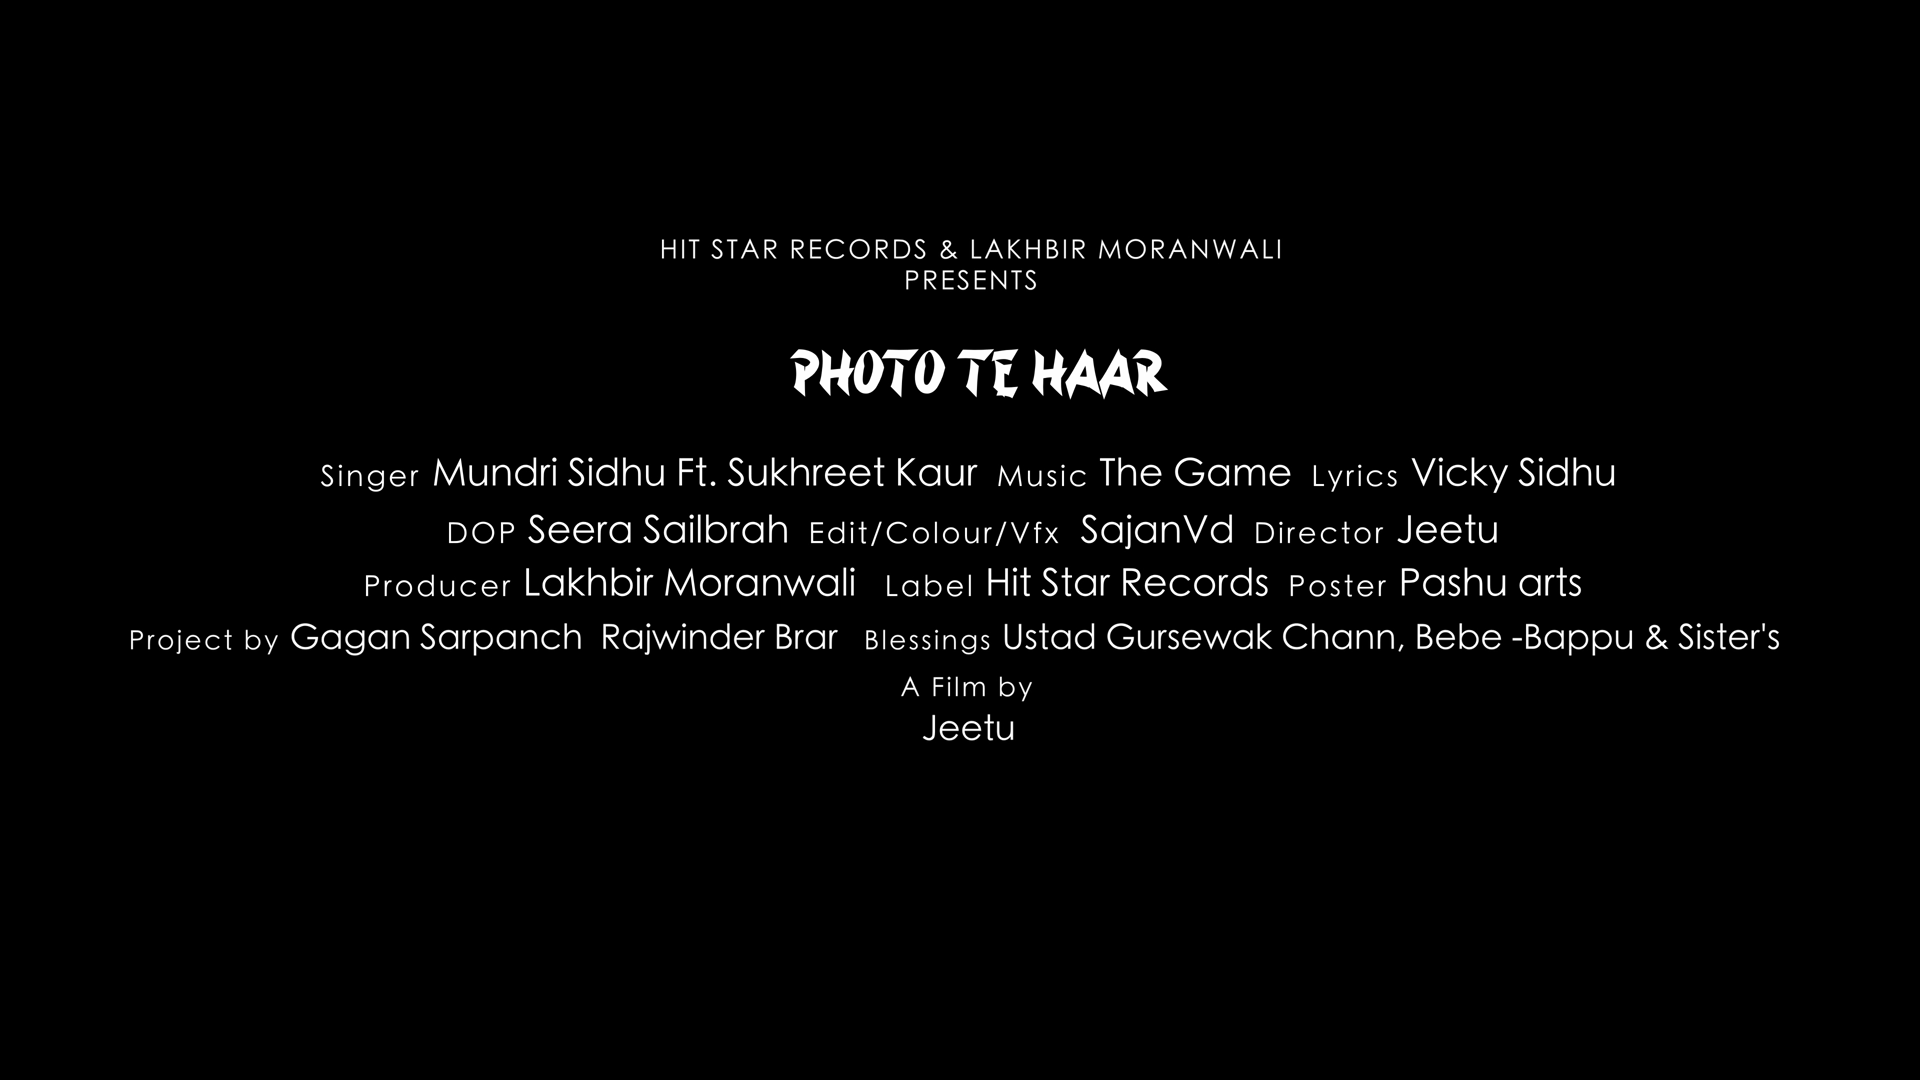 HIT STAR RECORDS & LAKHBIR MORANWALI
PRESENTS
PHOTO TE HAAR
Singer Mundri Sidhu Ft. Sukhreet Kaur Music The Game Lyrics Vicky Sidhu
DOP Seera Sailbrah Edit/Colour/Vfx SajanVd Director Jeetu
Producer Lakhbir Moranwali Label Hit Star Records Poster Pashu arts
Project by Gagan Sarpanch Rajwinder Brar Blessings Ustad Gursewak Chann, Bebe -Bappu & Sister's
A Film by
Jeetu